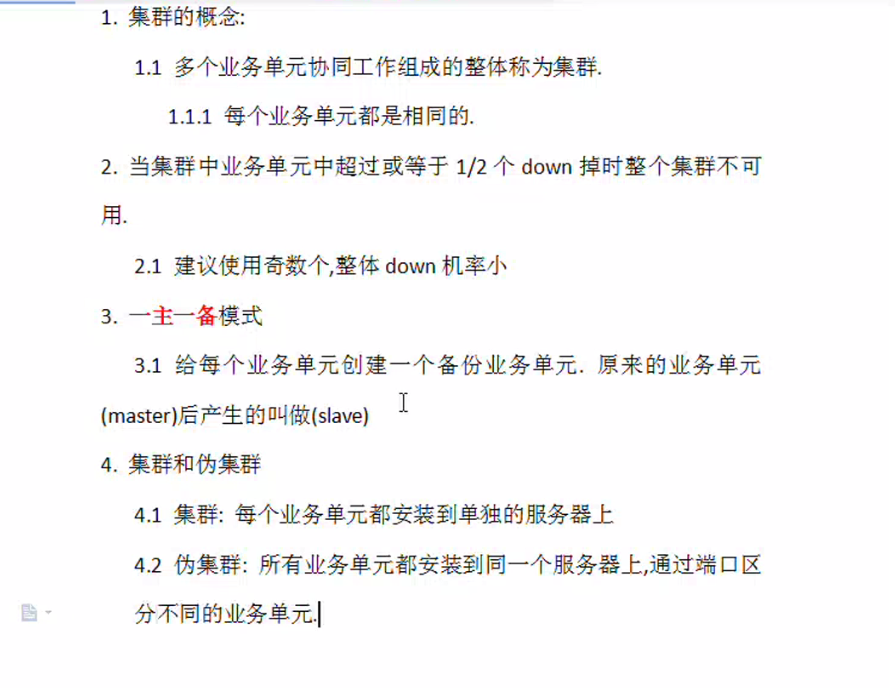 1. 集群的概念:
1.1 多个业务单元协同工作组成的整体称为集群.
1.1.1 每个业务单元都是相同的.
2. 当集群中业务单元中超过或等于 1/2 个 down 掉时整个集群不可
用.
2.1 建议使用奇数个,整体 down 机率小
3. 一主一备模式
3.1 给每个业务单元创建一个备份业务单元. 原来的业务单元
(master)后产生的叫做(slave)
4. 集群和伪集群
4.1 集群: 每个业务单元都安装到单独的服务器上
4.2 伪集群: 所有业务单元都安装到同一个服务器上,通过端口区
分不同的业务单元.